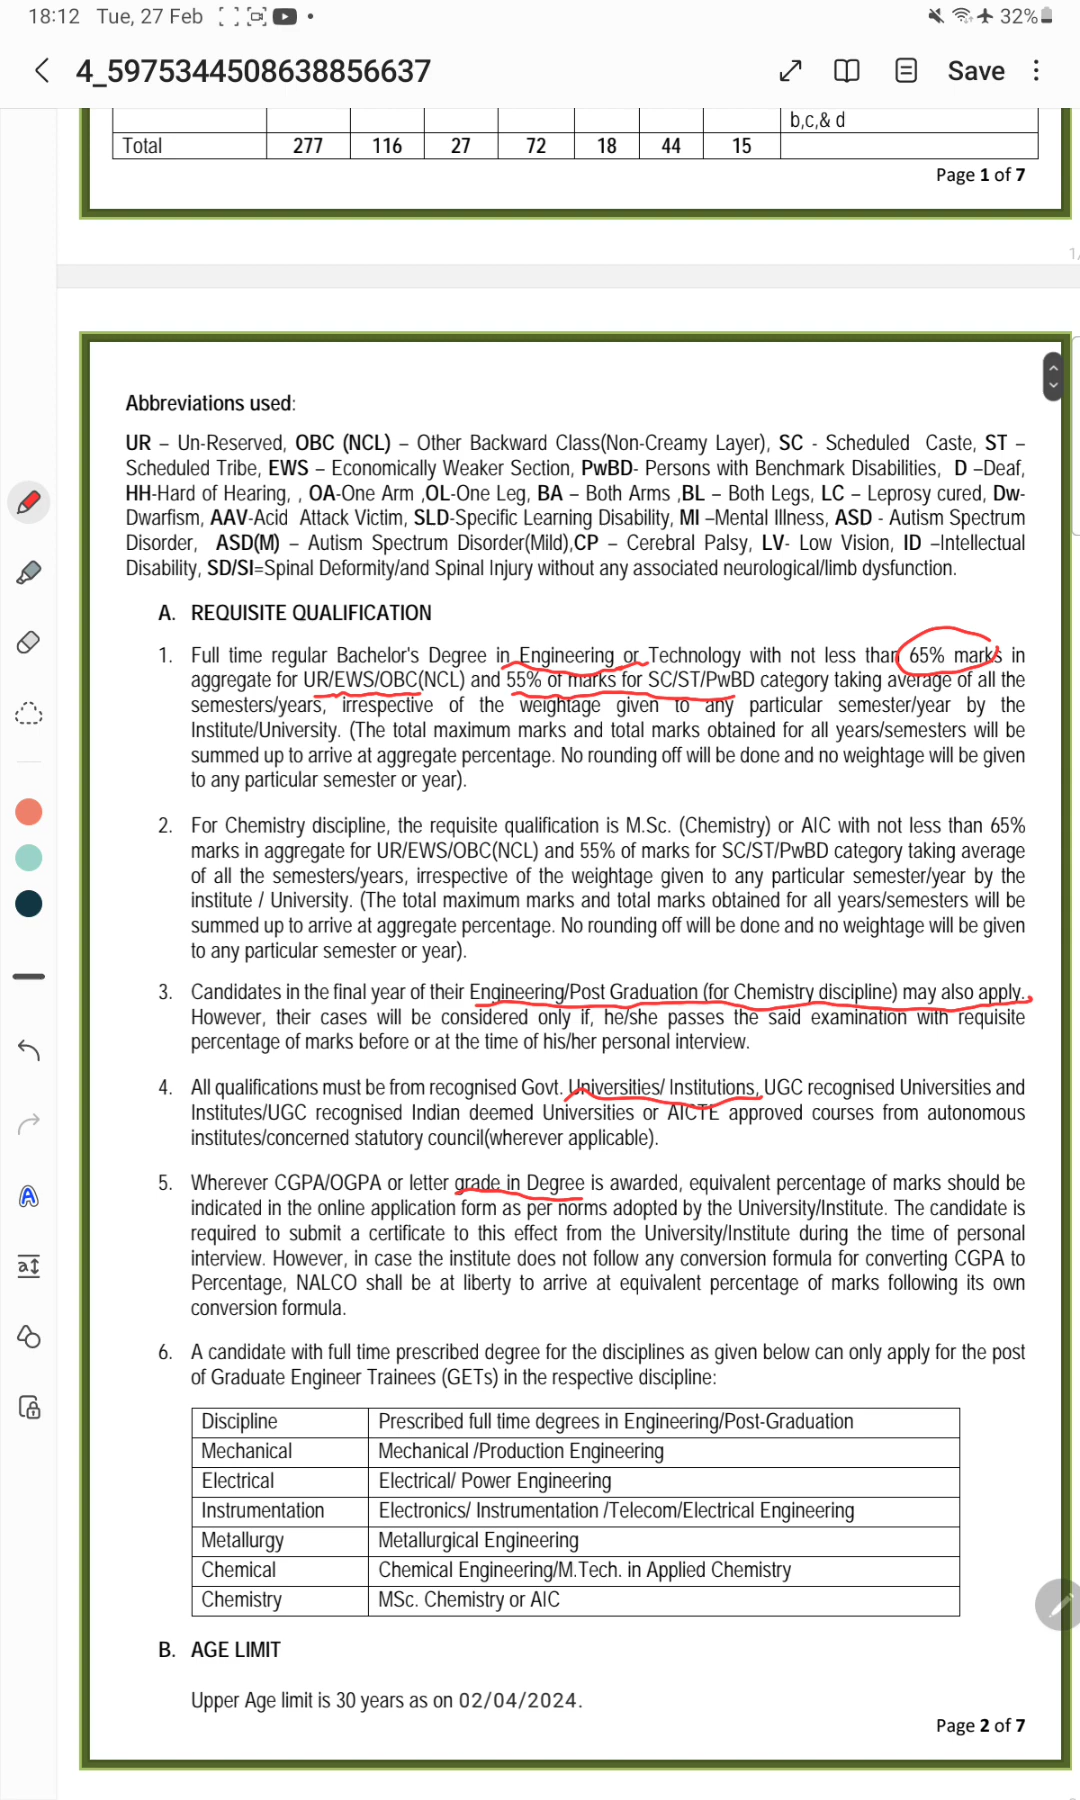 18:12 Tue, 27 Feb 32%
4_5975344508638856637 Save
b,c,& d
Total 277 116 27 72 18 44 15
Page 1 of 7
Abbreviations used:
UR – Un-Reserved, OBC (NCL) – Other Backward Class(Non-Creamy Layer), SC - Scheduled Caste, ST –
Scheduled Tribe, EWS – Economically Weaker Section, PwBD- Persons with Benchmark Disabilities, D –Deaf,
HH-Hard of Hearing, , OA-One Arm ,OL-One Leg, BA – Both Arms ,BL – Both Legs, LC – Leprosy cured, Dw-
Dwarfism, AAV-Acid Attack Victim, SLD-Specific Learning Disability, MI –Mental Illness, ASD - Autism Spectrum
Disorder, ASD(M) – Autism Spectrum Disorder(Mild),CP – Cerebral Palsy, LV- Low Vision, ID –Intellectual
Disability, SD/SI=Spinal Deformity/and Spinal Injury without any associated neurological/limb dysfunction.
A. REQUISITE QUALIFICATION
1. Full time regular Bachelor's Degree in Engineering or Technology with not less than 65% marks in
aggregate for UR/EWS/OBC(NCL) and 55% of marks for SC/ST/PwBD category taking average of all the
semesters/years, irrespective of the weightage given to any particular semester/year by the
Institute/University. (The total maximum marks and total marks obtained for all years/semesters will be
summed up to arrive at aggregate percentage. No rounding off will be done and no weightage will be given
to any particular semester or year).
2. For Chemistry discipline, the requisite qualification is M.Sc. (Chemistry) or AIC with not less than 65%
marks in aggregate for UR/EWS/OBC(NCL) and 55% of marks for SC/ST/PwBD category taking average
of all the semesters/years, irrespective of the weightage given to any particular semester/year by the
institute / University. (The total maximum marks and total marks obtained for all years/semesters will be
summed up to arrive at aggregate percentage. No rounding off will be done and no weightage will be given
to any particular semester or year).
3. Candidates in the final year of their Engineering/Post Graduation (for Chemistry discipline) may also apply.
However, their cases will be considered only if, he/she passes the said examination with requisite
percentage of marks before or at the time of his/her personal interview.
4. All qualifications must be from recognised Govt. Universities/ Institutions, UGC recognised Universities and
Institutes/UGC recognised Indian deemed Universities or AICTE approved courses from autonomous
institutes/concerned statutory council(wherever applicable).
5. Wherever CGPA/OGPA or letter grade in Degree is awarded, equivalent percentage of marks should be
indicated in the online application form as per norms adopted by the University/Institute. The candidate is
required to submit a certificate to this effect from the University/Institute during the time of personal
interview. However, in case the institute does not follow any conversion formula for converting CGPA to
Percentage, NALCO shall be at liberty to arrive at equivalent percentage of marks following its own
conversion formula.
6. A candidate with full time prescribed degree for the disciplines as given below can only apply for the post
of Graduate Engineer Trainees (GETs) in the respective discipline:
Discipline Prescribed full time degrees in Engineering/Post-Graduation
Mechanical Mechanical /Production Engineering
Electrical Electrical/ Power Engineering
Instrumentation Electronics/ Instrumentation /Telecom/Electrical Engineering
Metallurgy Metallurgical Engineering
Chemical Chemical Engineering/M.Tech. in Applied Chemistry
Chemistry MSc. Chemistry or AIC
B. AGE LIMIT
Upper Age limit is 30 years as on 02/04/2024.
Page 2 of 7